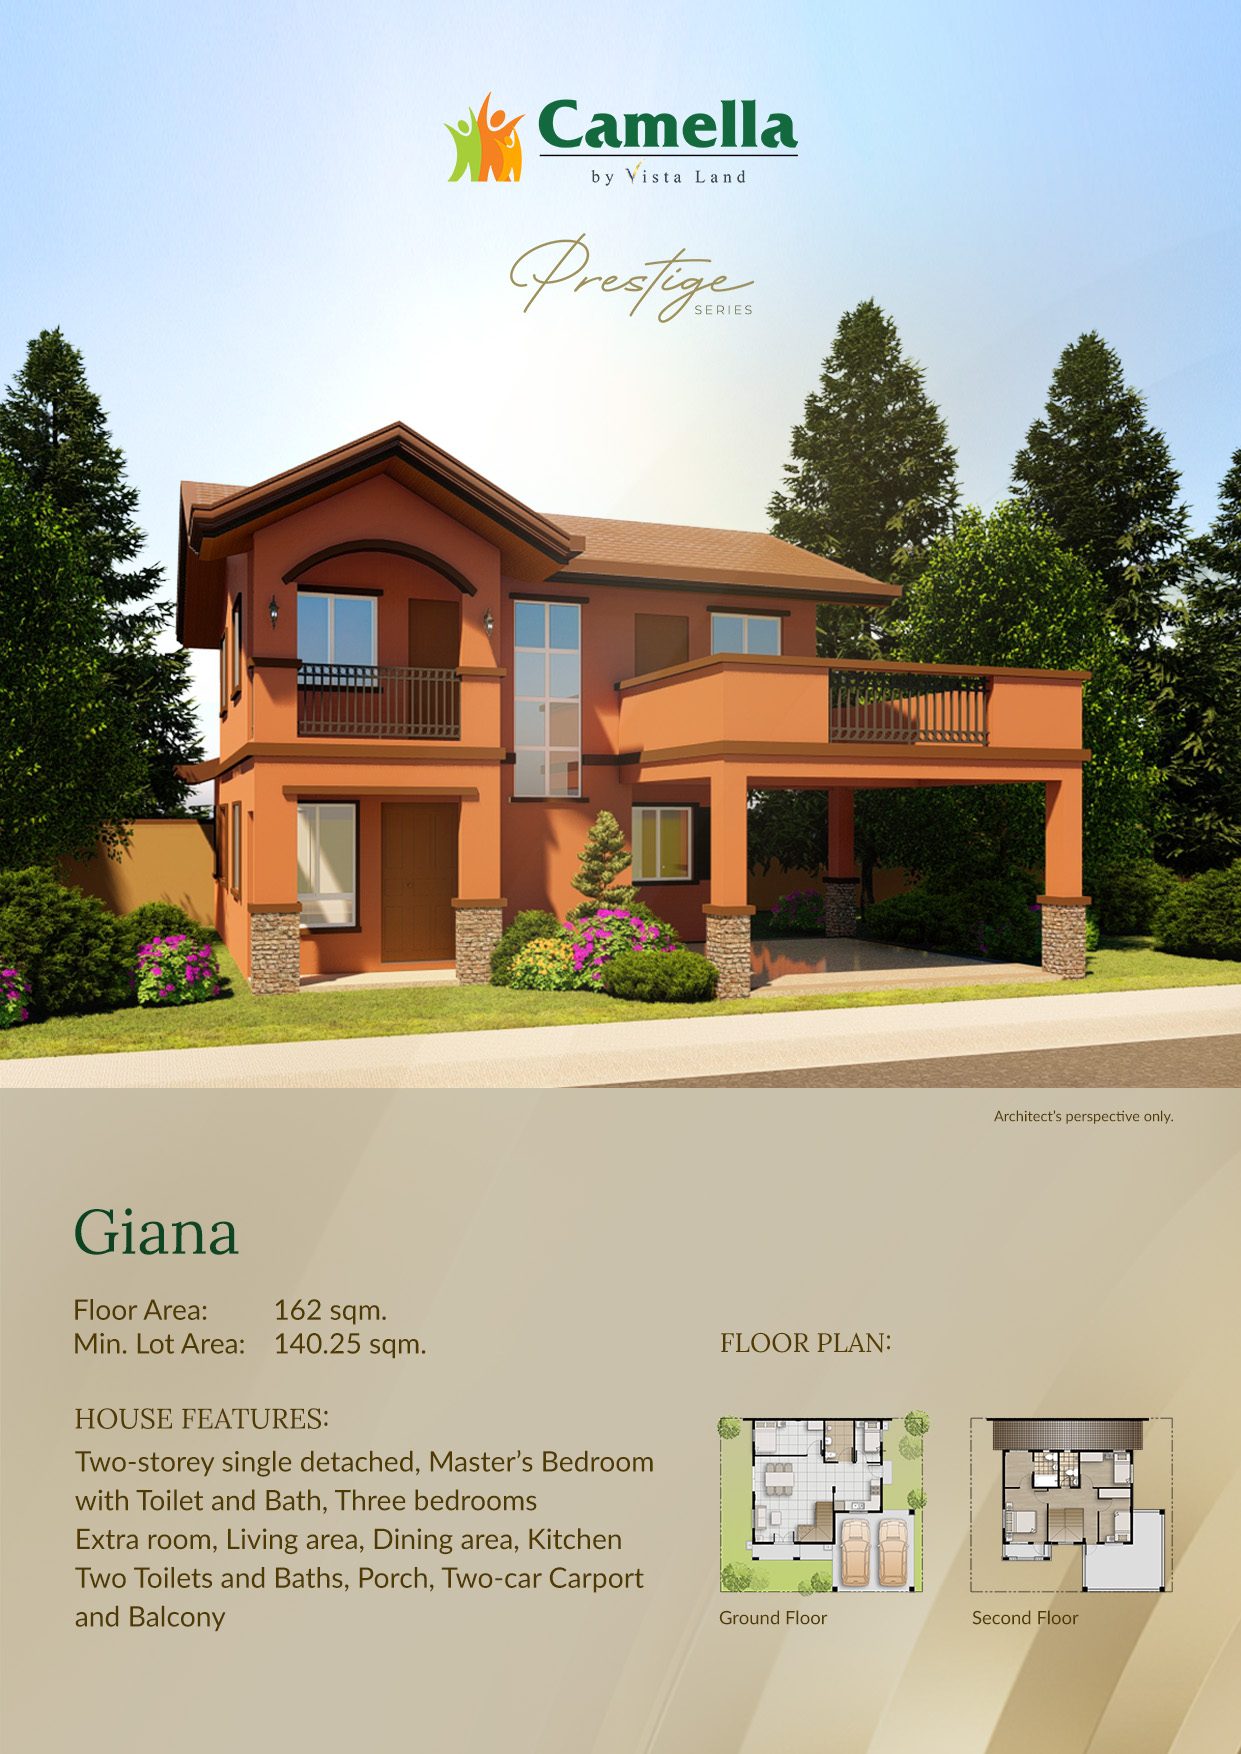 Camella
by Vista Land
Prestige
SERIES
Architect's perspective only.
Giana
Floor Area: 162 sqm.
Min. Lot Area: 140.25 sqm.
HOUSE FEATURES:
Two-storey single detached, Master's Bedroom
with Toilet and Bath, Three bedrooms
Extra room, Living area, Dining area, Kitchen
Two Toilets and Baths, Porch, Two-car Carport
and Balcony
FLOOR PLAN:
Ground Floor
Second Floor